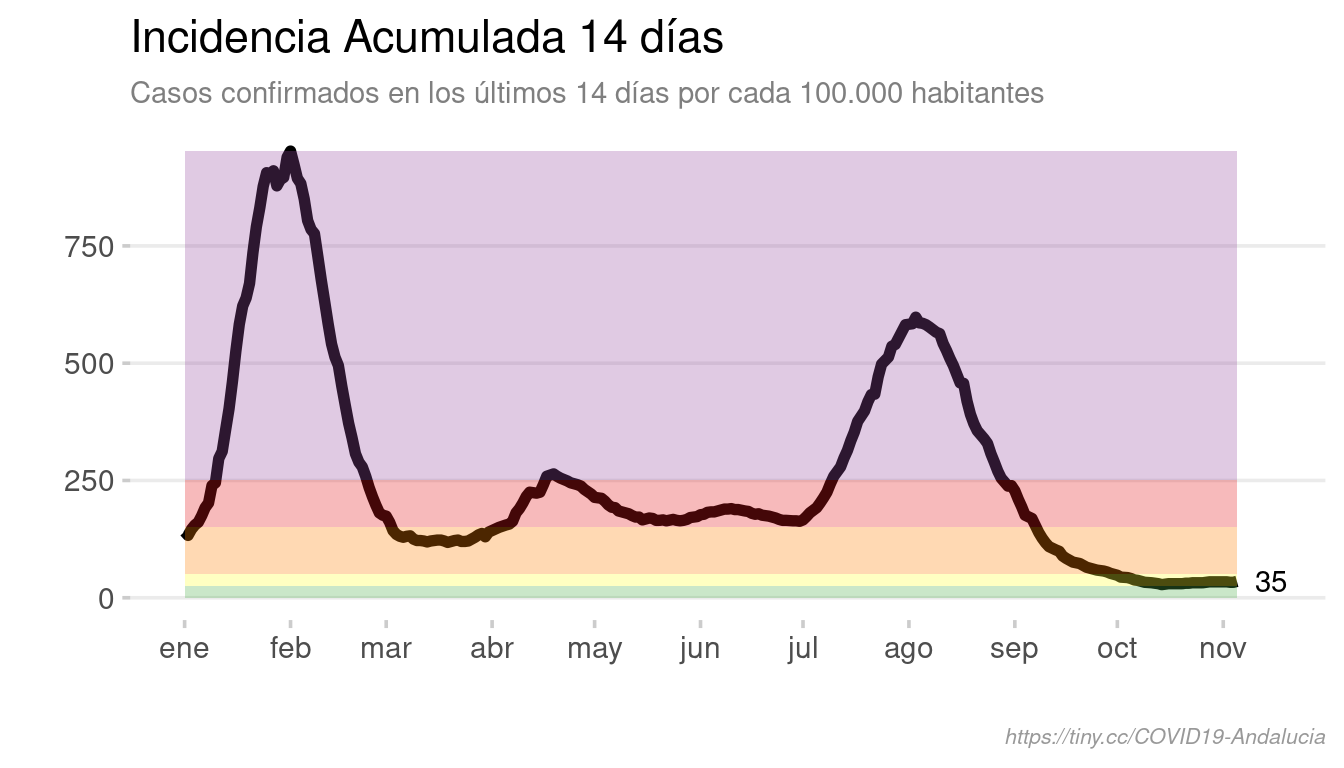 Incidencia Acumulada 14 días
Casos confirmados en los últimos 14 días por cada 100.000 habitantes
750
500
250
0
35
ene feb mar abr may jun jul ago sep oct nov
https://tiny.cc/COVID19-Andalucia